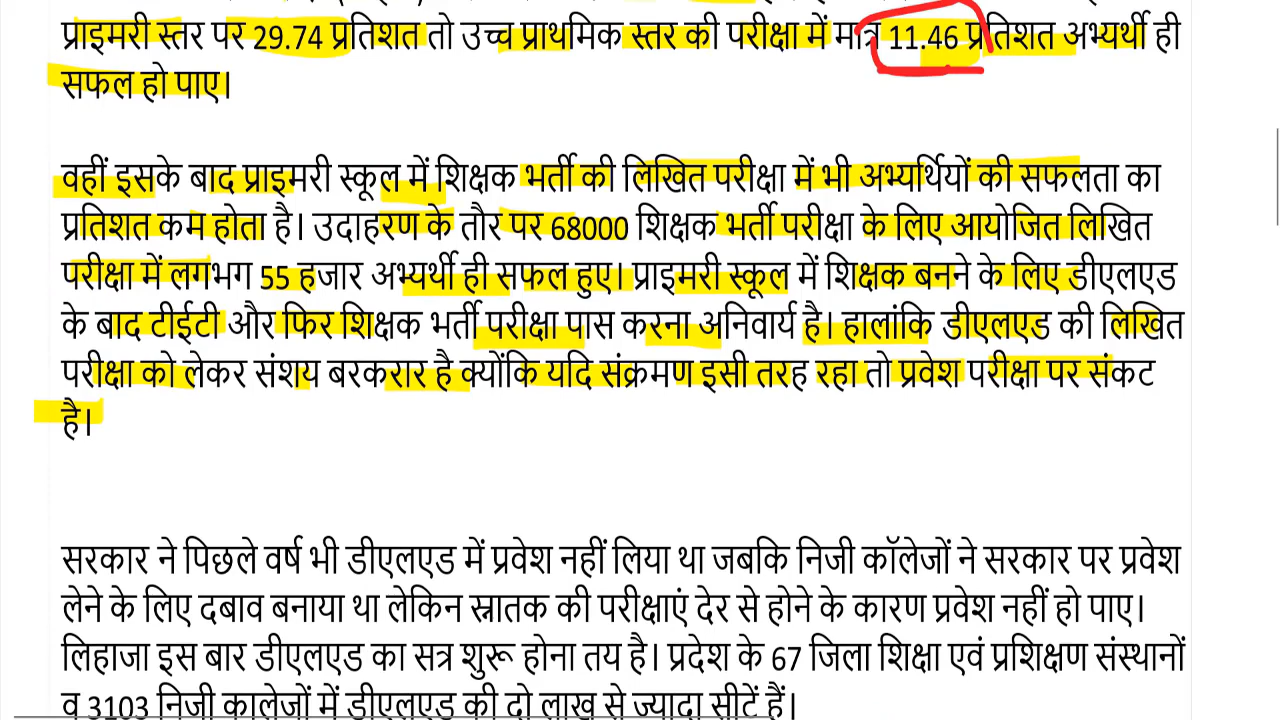 प्राइमरी स्तर पर 29.74 प्रतिशत तो उच्च प्राथमिक स्तर की परीक्षा में मात्र 11.46 प्रतिशत अभ्यर्थी ही
सफल हो पाए।
वहीं इसके बाद प्राइमरी स्कूल में शिक्षक भर्ती की लिखित परीक्षा में भी अभ्यर्थियों की सफलता का
प्रतिशत कम होता है। उदाहरण के तौर पर 68000 शिक्षक भर्ती परीक्षा के लिए आयोजित लिखित
परीक्षा में लगभग 55 हजार अभ्यर्थी ही सफल हुए। प्राइमरी स्कूल में शिक्षक बनने के लिए डीएलएड
के बाद टीईटी और फिर शिक्षक भर्ती परीक्षा पास करना अनिवार्य है। हालांकि डीएलएड की लिखित
परीक्षा को लेकर संशय बरकरार है क्योंकि यदि संक्रमण इसी तरह रहा तो प्रवेश परीक्षा पर संकट
है।
सरकार ने पिछले वर्ष भी डीएलएड में प्रवेश नहीं लिया था जबकि निजी कॉलेजों ने सरकार पर प्रवेश
लेने के लिए दबाव बनाया था लेकिन स्नातक की परीक्षाएं देर से होने के कारण प्रवेश नहीं हो पाए।
लिहाजा इस बार डीएलएड का सत्र शुरू होना तय है। प्रदेश के 67 जिला शिक्षा एवं प्रशिक्षण संस्थानों
व 3103 निजी कालेजों में डीएलएड की दो लाख से ज्यादा सीटें हैं।